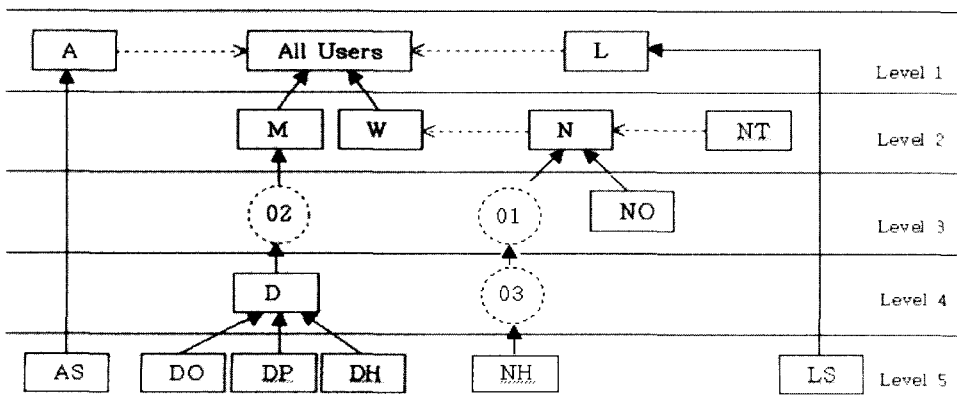 A All Users L
Level 1
M W N NT
Level 2
02 01 NO
Level 3
D 03
Level 4
AS DO DP DH NH LS
Level 5